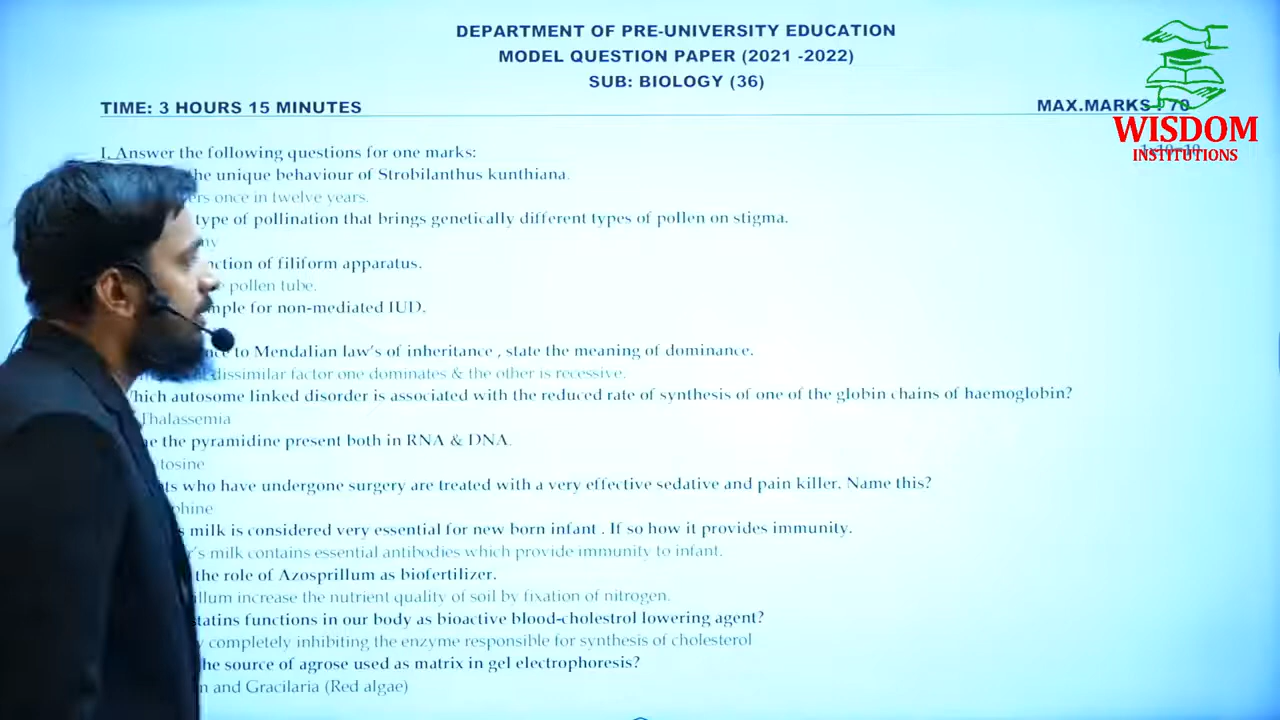 DEPARTMENT OF PRE-UNIVERSITY EDUCATION
MODEL QUESTION PAPER (2021 -2022)
SUB: BIOLOGY (36)
TIME: 3 HOURS 15 MINUTES
MAX.MARKS : 70
WISDOM
INSTITUTIONS
I. Answer the following questions for one marks:
the unique behaviour of Strobilanthus kunthiana.
once in twelve years.
type of pollination that brings genetically different types of pollen on stigma.
of filiform apparatus.
pollen tube.
for non-mediated IUD.
to Mendalian law's of inheritance , state the meaning of dominance.
dissimilar factor one dominates & the other is recessive.
autosome linked disorder is associated with the reduced rate of synthesis of one of the globin chains of haemoglobin?
Thalassemia
the pyramidine present both in RNA & DNA.
who have undergone surgery are treated with a very effective sedative and pain killer. Name this?
milk is considered very essential for new born infant . If so how it provides immunity.
milk contains essential antibodies which provide immunity to infant.
the role of Azosprillum as biofertilizer.
increase the nutrient quality of soil by fixation of nitrogen.
statins functions in our body as bioactive blood-cholestrol lowering agent?
completely inhibiting the enzyme responsible for synthesis of cholesterol
the source of agrose used as matrix in gel electrophoresis?
and Gracilaria (Red algae)